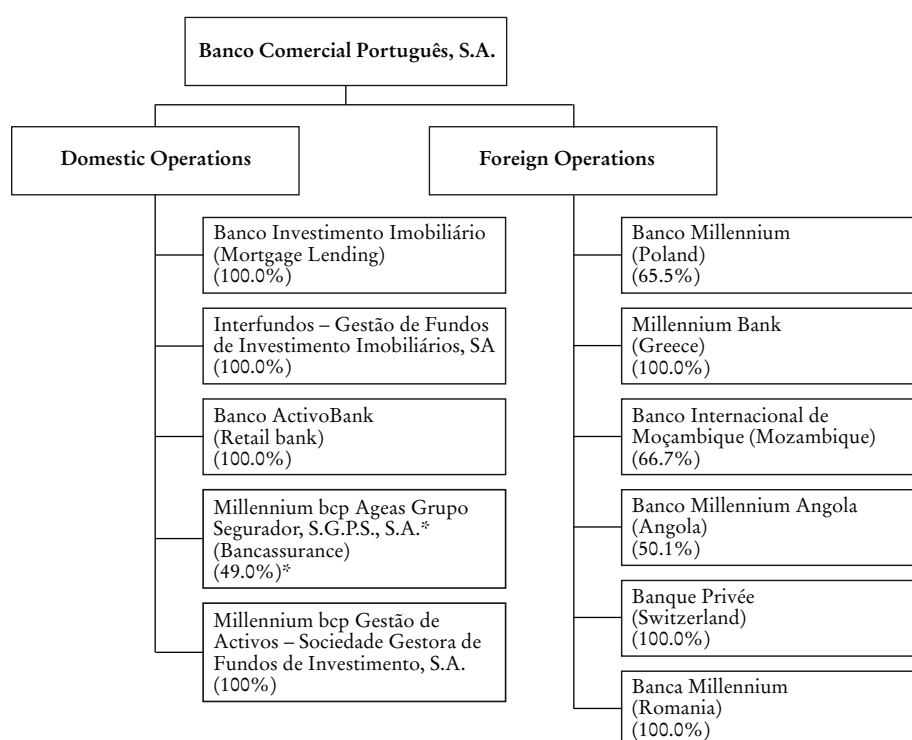 Banco Comercial Português, S.A.
Domestic Operations
Banco Investimento Imobiliário
(Mortgage Lending)
(100.0%)
Interfundos – Gestão de Fundos
de Investimento Imobiliários, SA
(100.0%)
Banco ActivoBank
(Retail bank)
(100.0%)
Millennium bcp Ageas Grupo
Segurador, S.G.P.S., S.A.*
(Bancassurance)
(49.0%)*
Millennium bcp Gestão de
Activos – Sociedade Gestora de
Fundos de Investimento, S.A.
(100%)
Foreign Operations
Banco Millennium
(Poland)
(65.5%)
Millennium Bank
(Greece)
(100.0%)
Banco Internacional de
Moçambique (Mozambique)
(66.7%)
Banco Millennium Angola
(Angola)
(50.1%)
Banque Privée
(Switzerland)
(100.0%)
Banca Millennium
(Romania)
(100.0%)